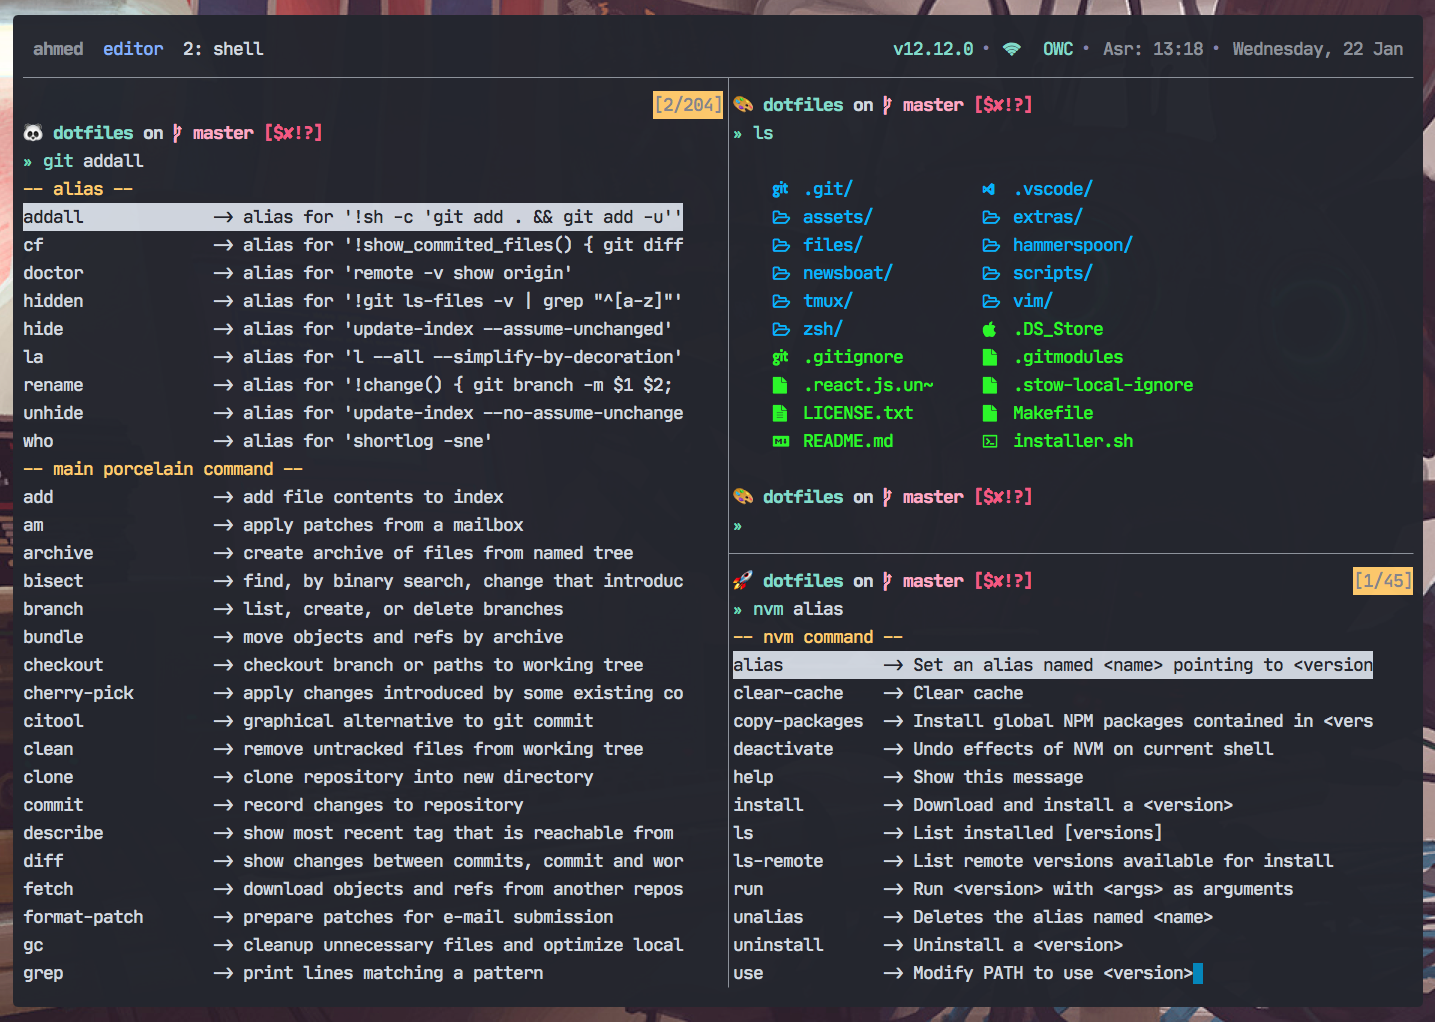 ahmed editor 2: shell v12.12.0 • OWC • Asr: 13:18 • Wednesday, 22 Jan
[2/204]
🐼 dotfiles on master [$✘!?]
» git addall
-- alias --
addall --> alias for '!sh -c 'git add . && git add -u''
cf --> alias for '!show_commited_files() { git diff
doctor --> alias for 'remote -v show origin'
hidden --> alias for '!git ls-files -v | grep "^[a-z]"'
hide --> alias for 'update-index --assume-unchanged'
la --> alias for 'l --all --simplify-by-decoration'
rename --> alias for '!change() { git branch -m $1 $2;
unhide --> alias for 'update-index --no-assume-unchange
who --> alias for 'shortlog -sne'
-- main porcelain command --
add --> add file contents to index
am --> apply patches from a mailbox
archive --> create archive of files from named tree
bisect --> find, by binary search, change that introduc
branch --> list, create, or delete branches
bundle --> move objects and refs by archive
checkout --> checkout branch or paths to working tree
cherry-pick --> apply changes introduced by some existing co
citool --> graphical alternative to git commit
clean --> remove untracked files from working tree
clone --> clone repository into new directory
commit --> record changes to repository
describe --> show most recent tag that is reachable from
diff --> show changes between commits, commit and wor
fetch --> download objects and refs from another repos
format-patch --> prepare patches for e-mail submission
gc --> cleanup unnecessary files and optimize local
grep --> print lines matching a pattern
🎨 dotfiles on master [$✘!?]
» ls
git .git/ .vscode/
assets/ extras/
files/ hammerspoon/
newsboat/ scripts/
tmux/ vim/
zsh/ .DS_Store
git .gitignore .gitmodules
.react.js.un~ .stow-local-ignore
LICENSE.txt Makefile
README.md installer.sh
🎨 dotfiles on master [$✘!?]
»
🚀 dotfiles on master [$✘!?] [1/45]
» nvm alias
-- nvm command --
alias --> Set an alias named <name> pointing to <version
clear-cache --> Clear cache
copy-packages --> Install global NPM packages contained in <vers
deactivate --> Undo effects of NVM on current shell
help --> Show this message
install --> Download and install a <version>
ls --> List installed [versions]
ls-remote --> List remote versions available for install
run --> Run <version> with <args> as arguments
unalias --> Deletes the alias named <name>
uninstall --> Uninstall a <version>
use --> Modify PATH to use <version>